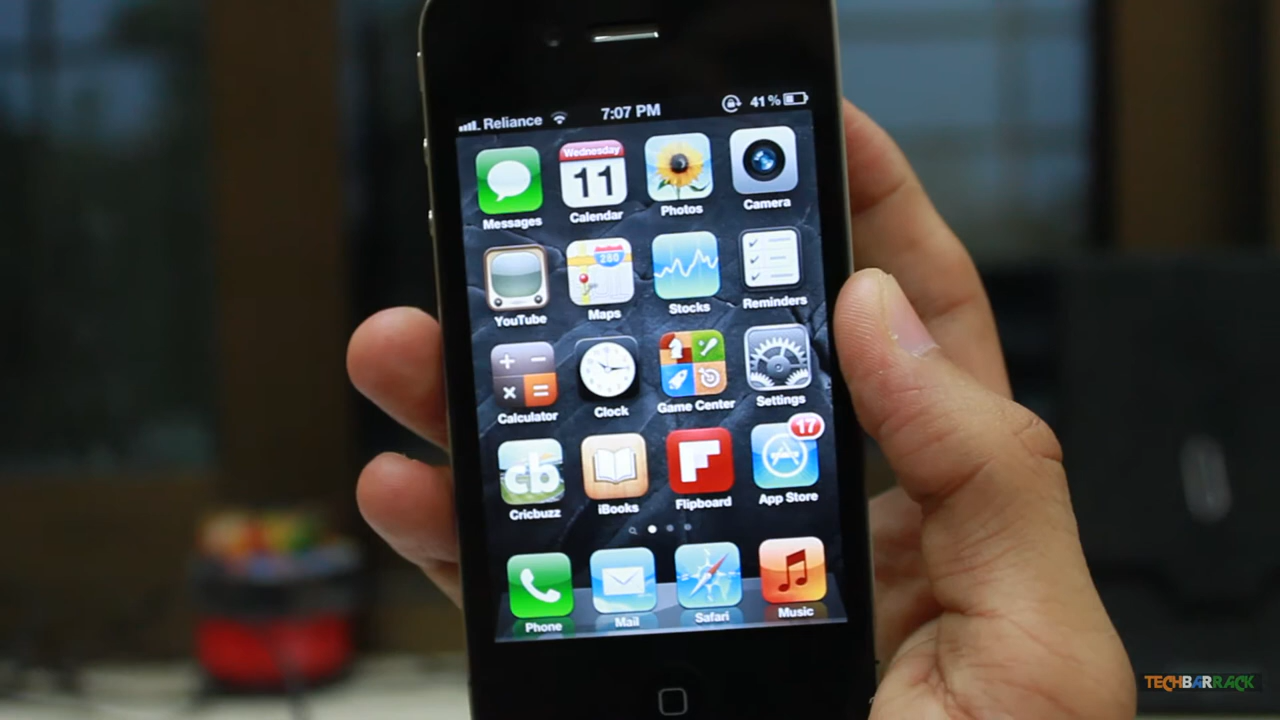 Reliance 7:07 PM 41%
Wednesday
11
Messages Calendar Photos Camera
280
YouTube Maps Stocks Reminders
Calculator Clock Game Center Settings
17
cb
Cricbuzz iBooks Flipboard App Store
Phone Mail Safari Music
TECHBARRACK